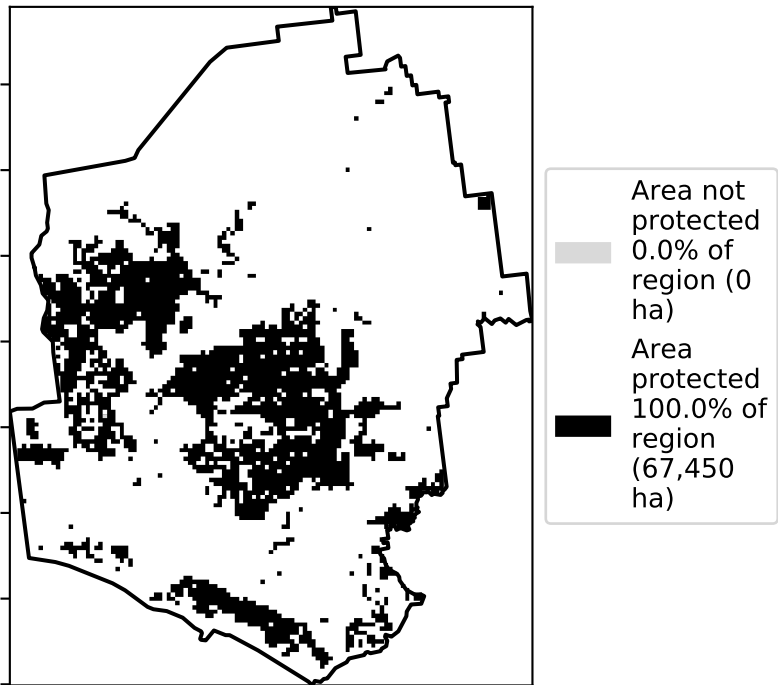 Area not
protected
0.0% of
region (0
ha)
Area
protected
100.0% of
region
(67,450
ha)